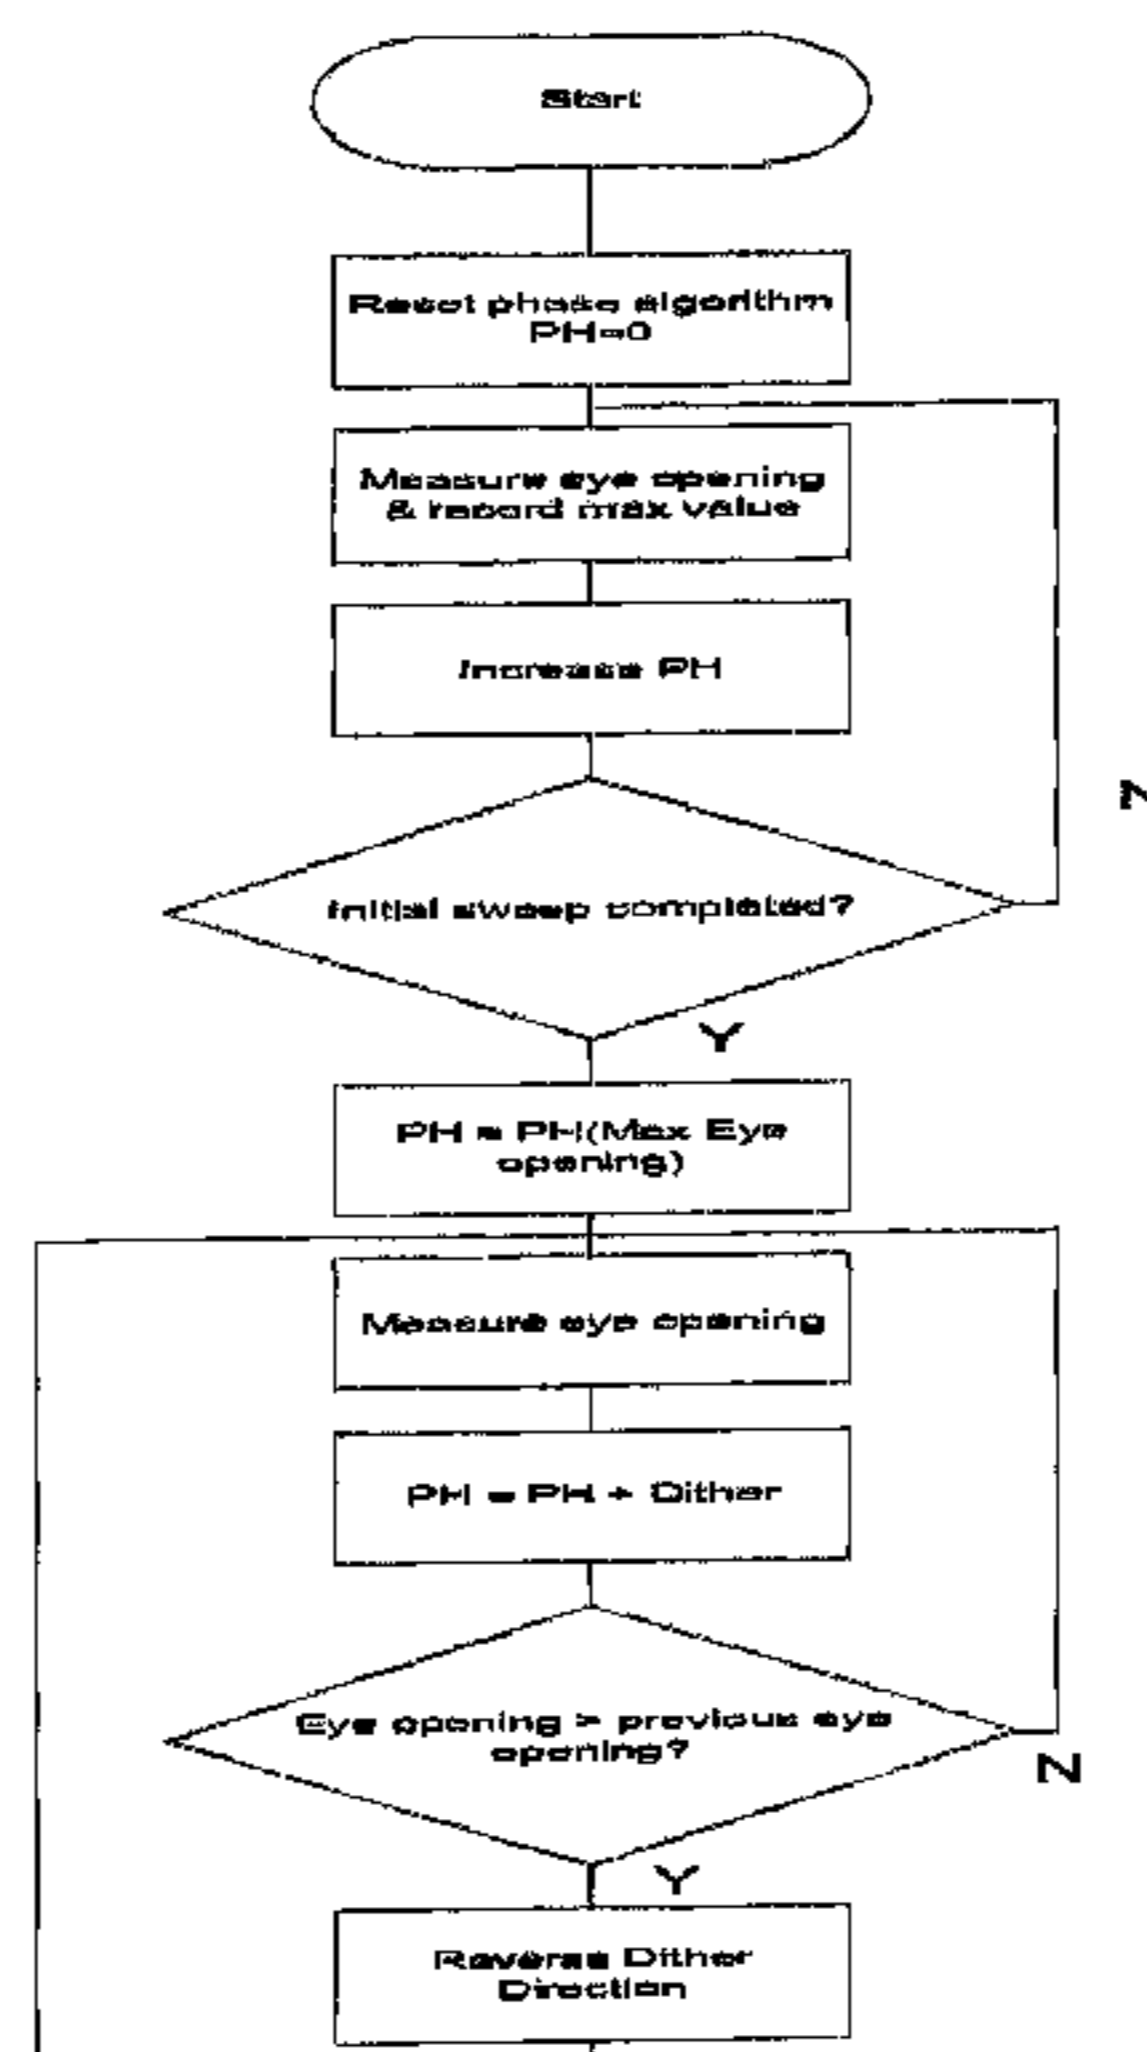 Start
Reset phase algorithm
PH=0
Measure eye opening
& record max value
Increase PH
N
Initial sweep completed?
Y
PH = PH(Max Eye
opening)
Measure eye opening
PH = PH + Dither
Eye opening > previous eye
opening?
N
Y
Reverse Dither
Direction